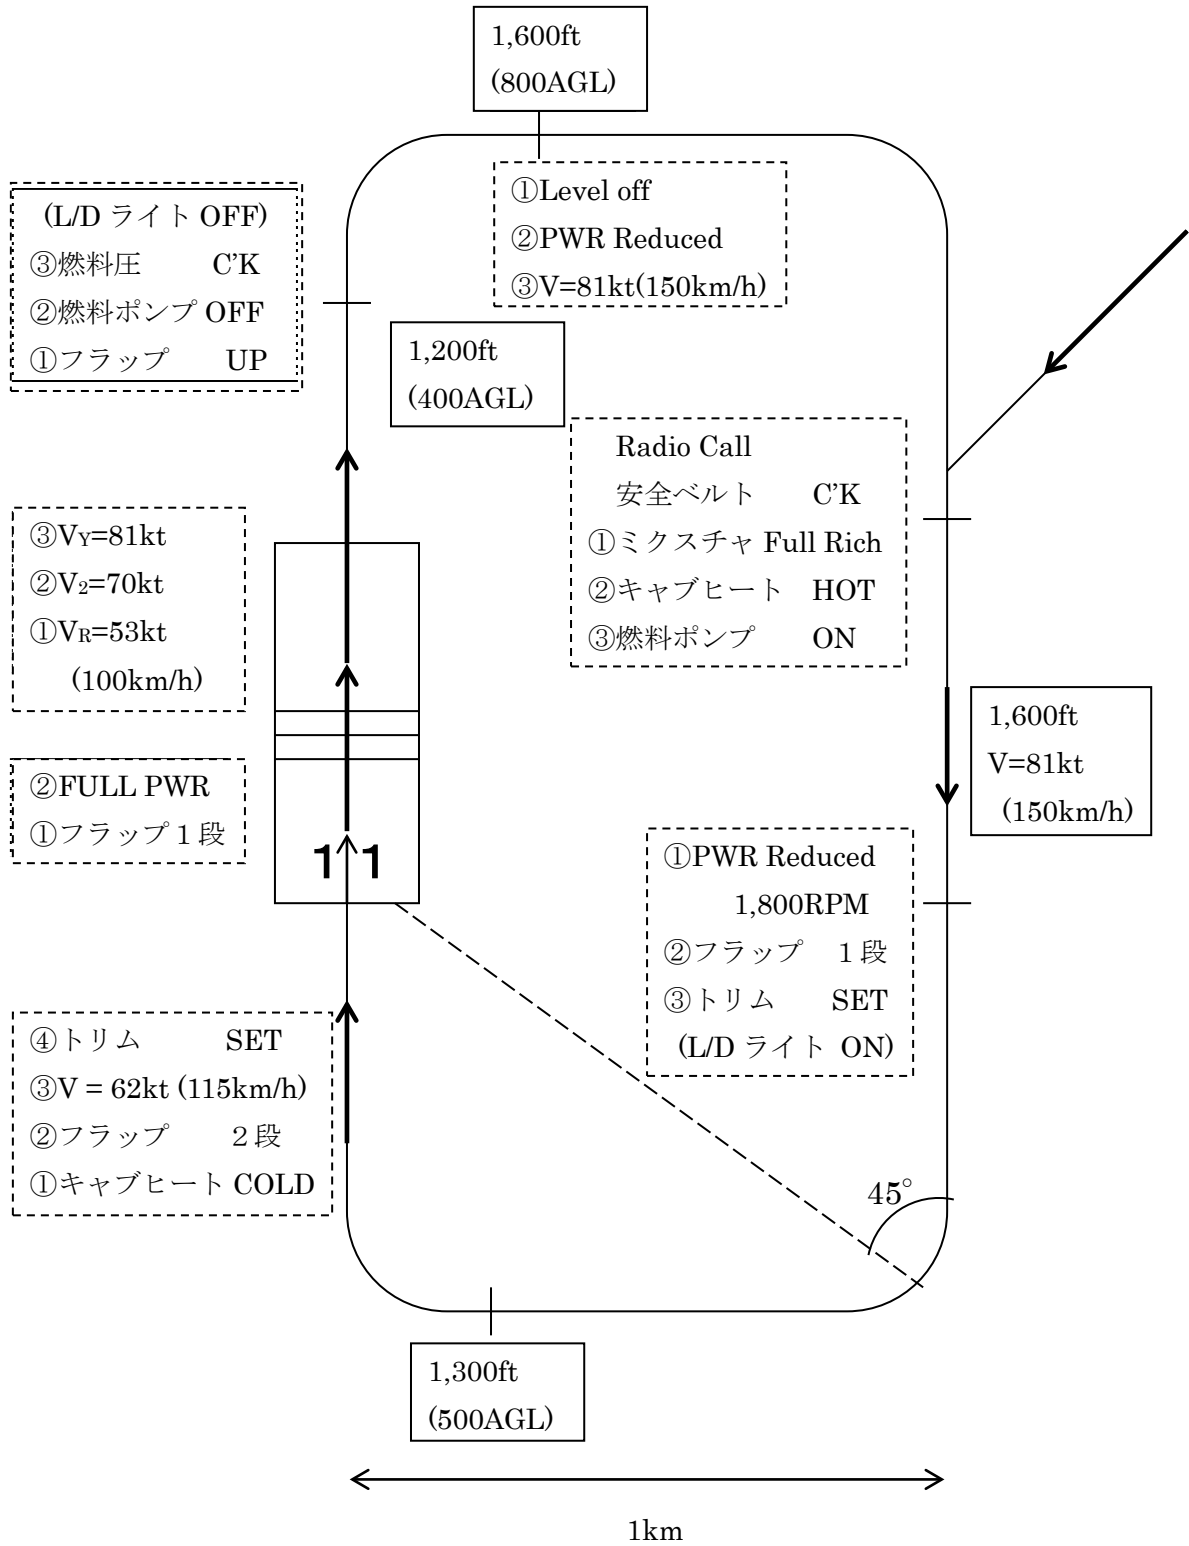 1,600ft
(800AGL)
①Level off
②PWR Reduced
③V=81kt(150km/h)
(L/D ライト OFF)
③燃料圧 C'K
②燃料ポンプ OFF
①フラップ UP
1,200ft
(400AGL)
Radio Call
安全ベルト C'K
①ミクスチャ Full Rich
②キャブヒート HOT
③燃料ポンプ ON
③VY=81kt
②V2=70kt
①VR=53kt
(100km/h)
1,600ft
V=81kt
(150km/h)
②FULL PWR
①フラップ１段
11
①PWR Reduced
1,800RPM
②フラップ １段
③トリム SET
(L/D ライト ON)
④トリム SET
③V = 62kt (115km/h)
②フラップ ２段
①キャブヒート COLD
45°
1,300ft
(500AGL)
1km